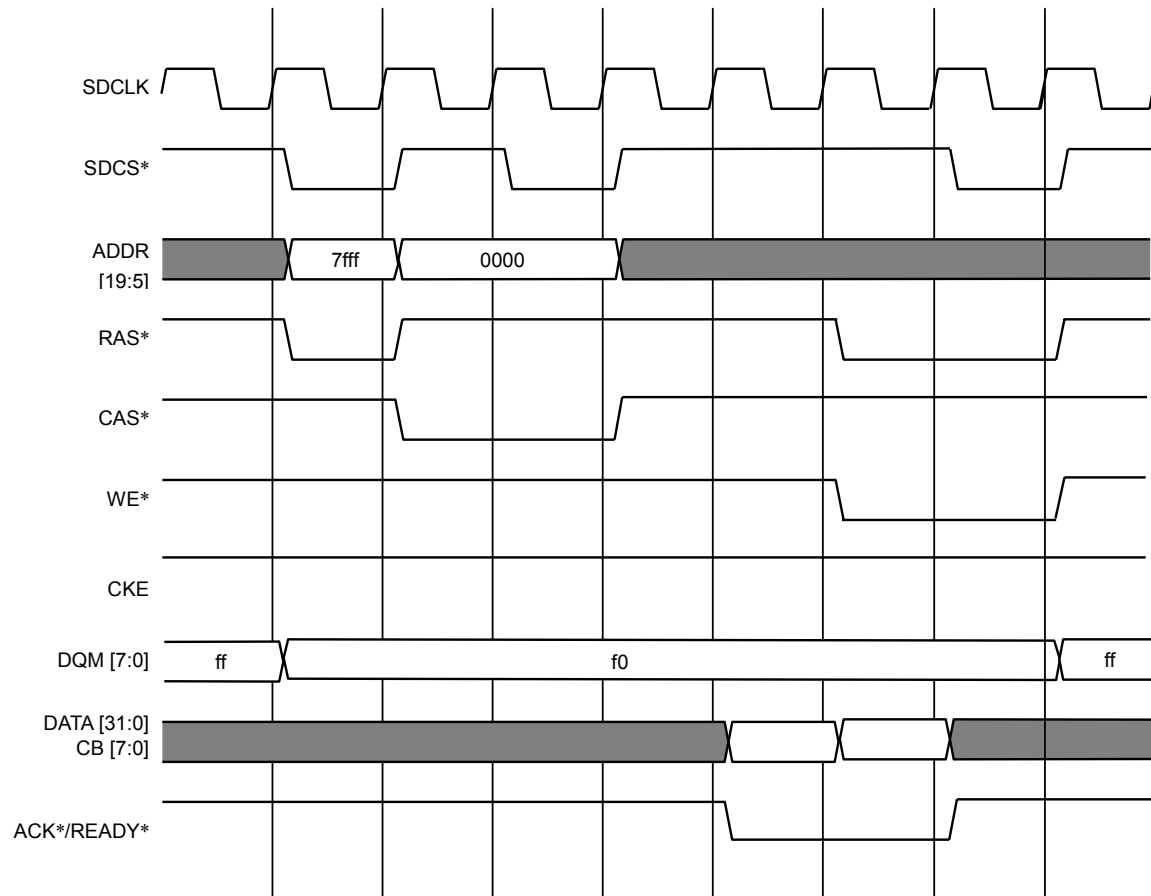 SDCLK
SDCS*
ADDR
[19:5]
7fff
0000
RAS*
CAS*
WE*
CKE
DQM [7:0]
ff
f0
ff
DATA [31:0]
CB [7:0]
ACK*/READY*